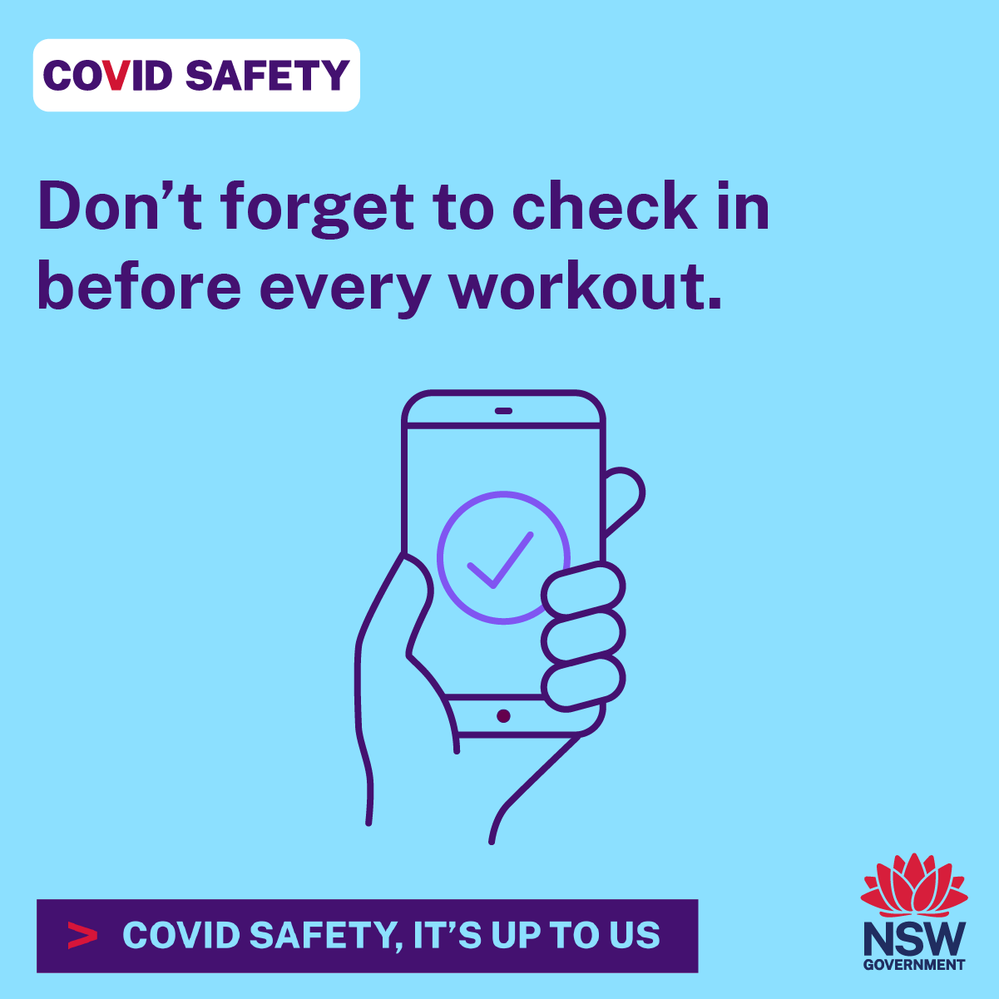 COVID SAFETY
Don’t forget to check in
before every workout.
> COVID SAFETY, IT’S UP TO US
NSW
GOVERNMENT